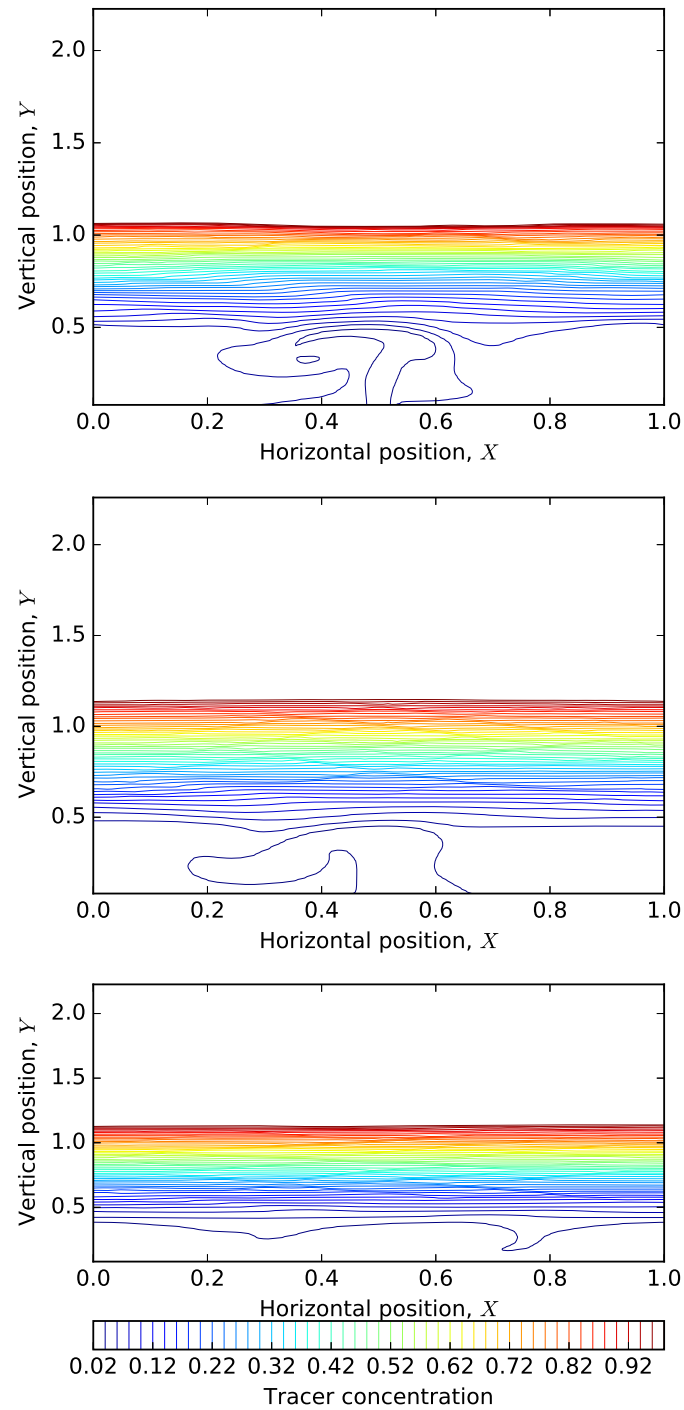 2.0
1.5
1.0
0.5
Vertical position, Y
0.0 0.2 0.4 0.6 0.8 1.0
Horizontal position, X
2.0
1.5
1.0
0.5
Vertical position, Y
0.0 0.2 0.4 0.6 0.8 1.0
Horizontal position, X
2.0
1.5
1.0
0.5
Vertical position, Y
0.0 0.2 0.4 0.6 0.8 1.0
Horizontal position, X
0.02 0.12 0.22 0.32 0.42 0.52 0.62 0.72 0.82 0.92
Tracer concentration